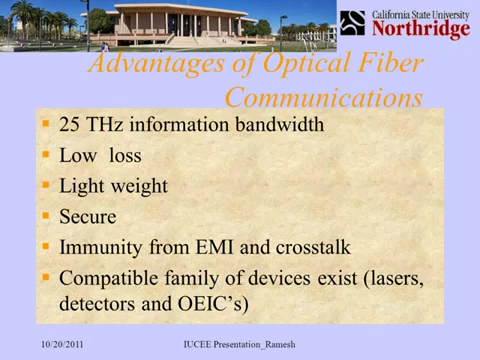 California State University
Northridge
Advantages of Optical Fiber
Communications
25 THz information bandwidth
Low loss
Light weight
Secure
Immunity from EMI and crosstalk
Compatible family of devices exist (lasers,
detectors and OEIC's)
10/20/2011
IUCEE Presentation_Ramesh